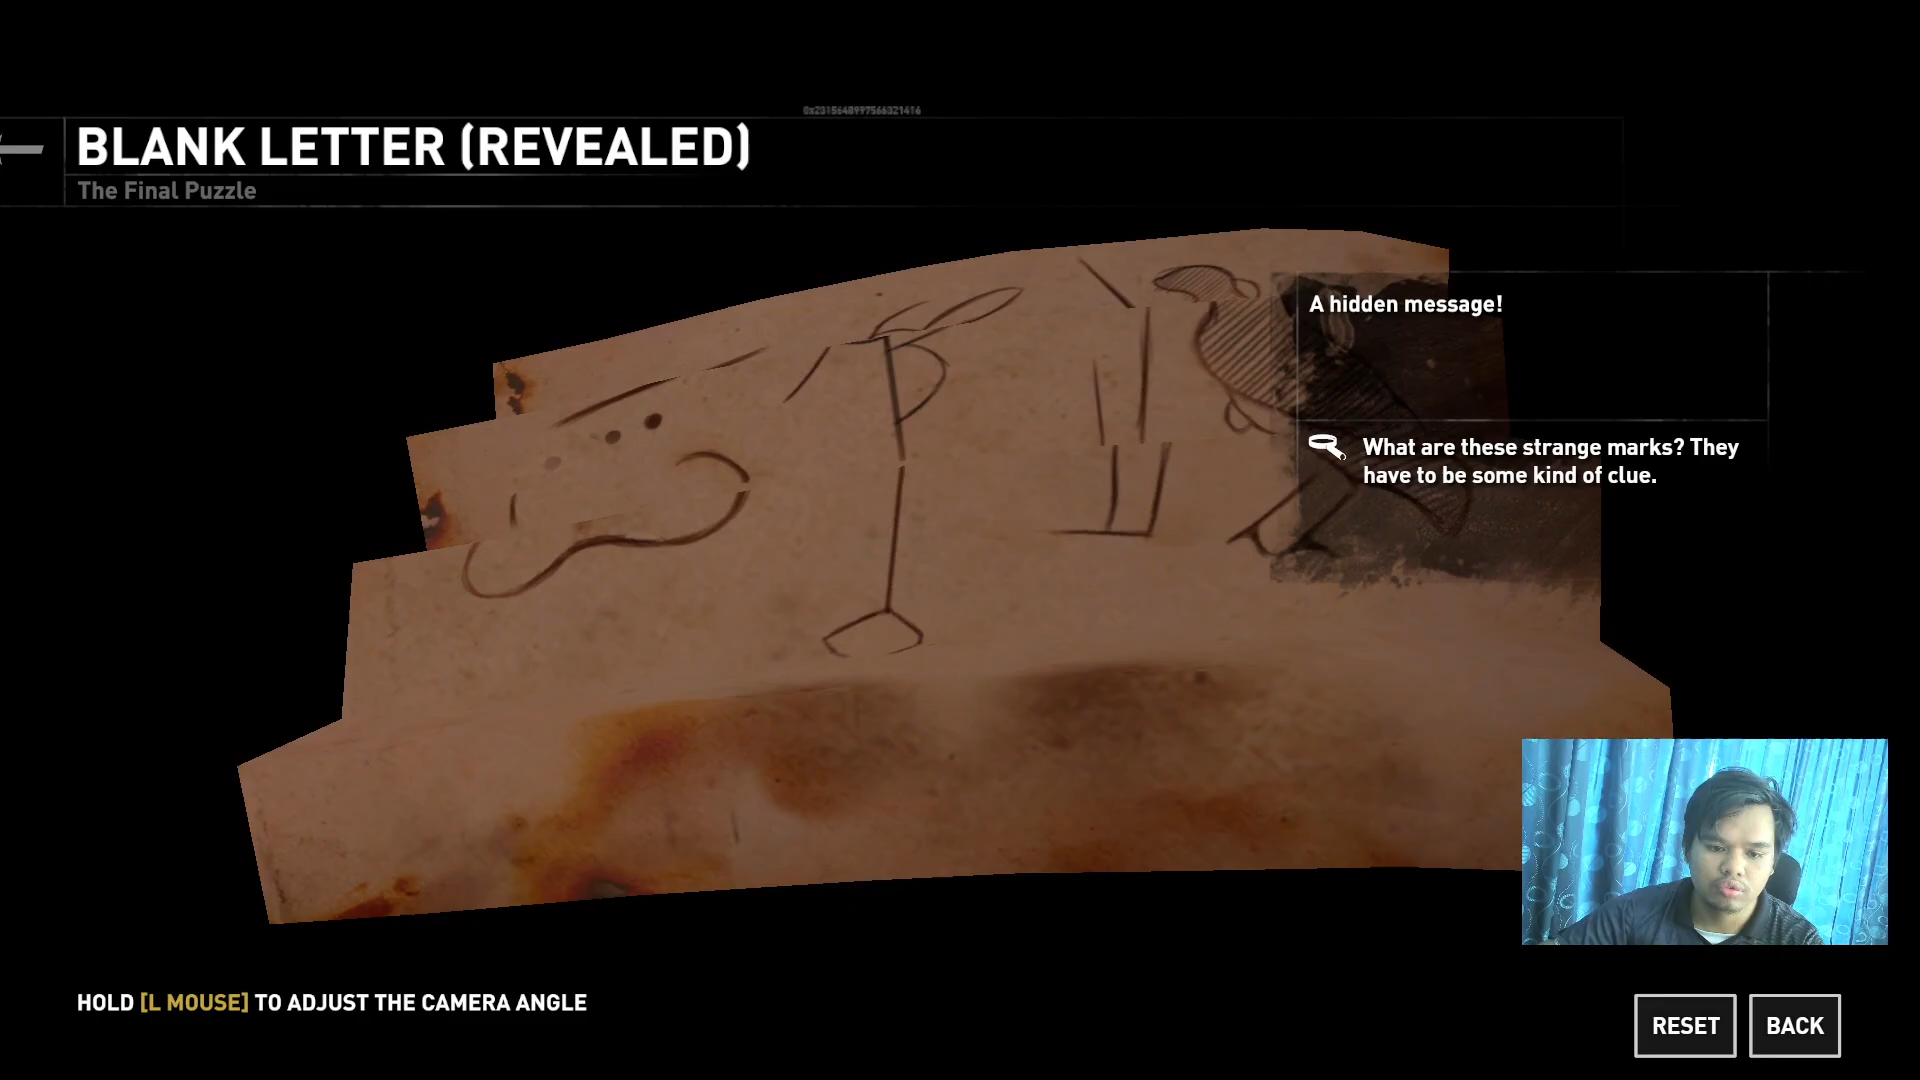 0x2315640997566321416
BLANK LETTER (REVEALED)
The Final Puzzle
A hidden message!
What are these strange marks? They
have to be some kind of clue.
HOLD [L MOUSE] TO ADJUST THE CAMERA ANGLE
RESET
BACK